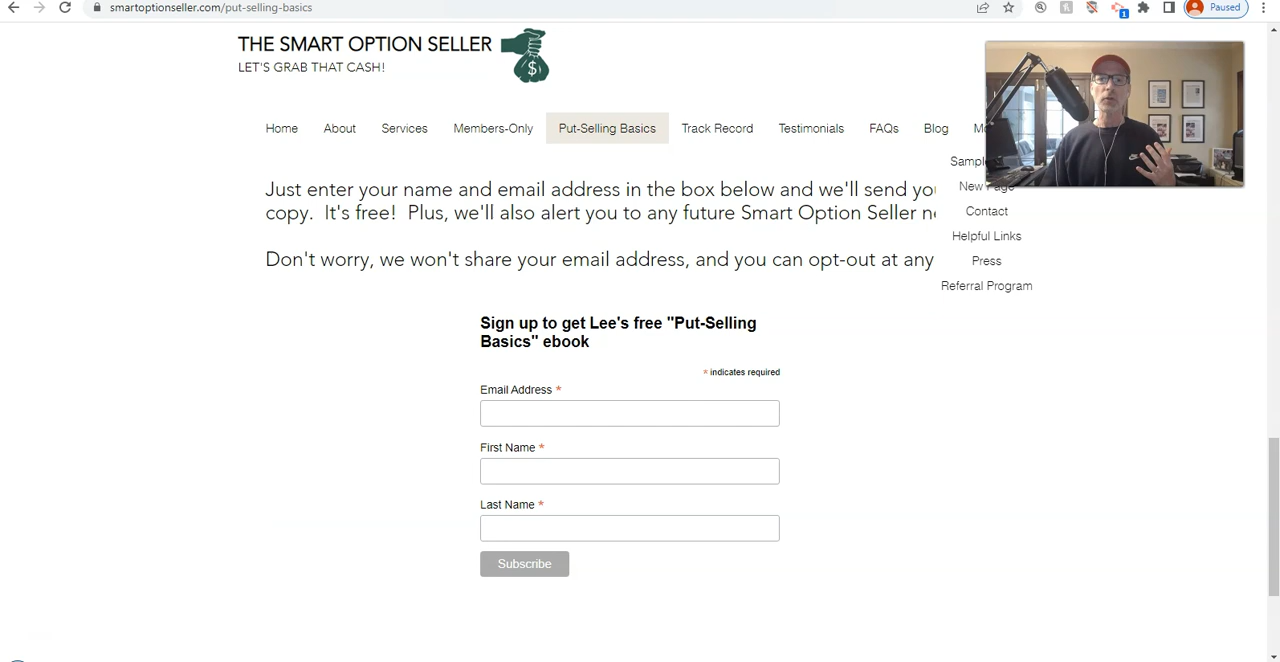 smartoptionseller.com/put-selling-basics
1
Paused
THE SMART OPTION SELLER
LET'S GRAB THAT CASH!
$
Home
About
Services
Members-Only
Put-Selling Basics
Track Record
Testimonials
FAQs
Blog
Sample
New Page
Contact
Helpful Links
Press
Referral Program
Just enter your name and email address in the box below and we'll send
copy. It's free! Plus, we'll also alert you to any future Smart Option Seller
Don't worry, we won't share your email address, and you can opt-out at any
Sign up to get Lee's free "Put-Selling
Basics" ebook
* indicates required
Email Address *
First Name *
Last Name *
Subscribe